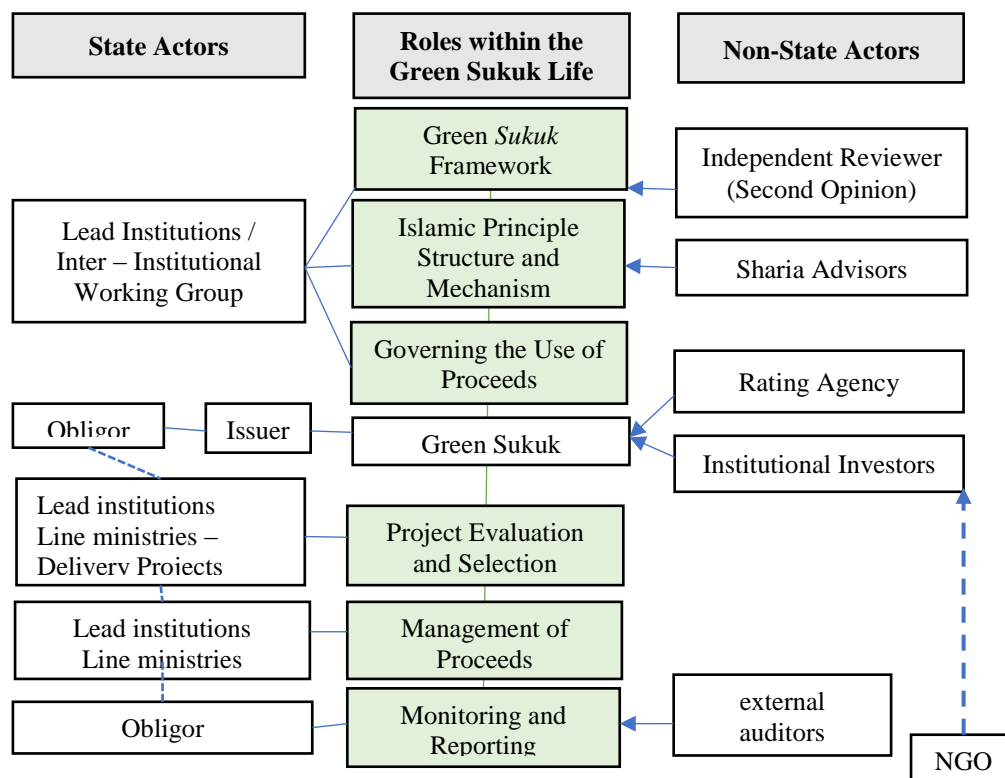 State Actors
Roles within the
Green Sukuk Life
Non-State Actors
Green Sukuk
Framework
Independent Reviewer
(Second Opinion)
Lead Institutions /
Inter – Institutional
Working Group
Islamic Principle
Structure and
Mechanism
Sharia Advisors
Governing the Use of
Proceeds
Rating Agency
Obligor
Issuer
Green Sukuk
Institutional Investors
Lead institutions
Line ministries –
Delivery Projects
Project Evaluation
and Selection
Lead institutions
Line ministries
Management of
Proceeds
Obligor
Monitoring and
Reporting
external
auditors
NGO